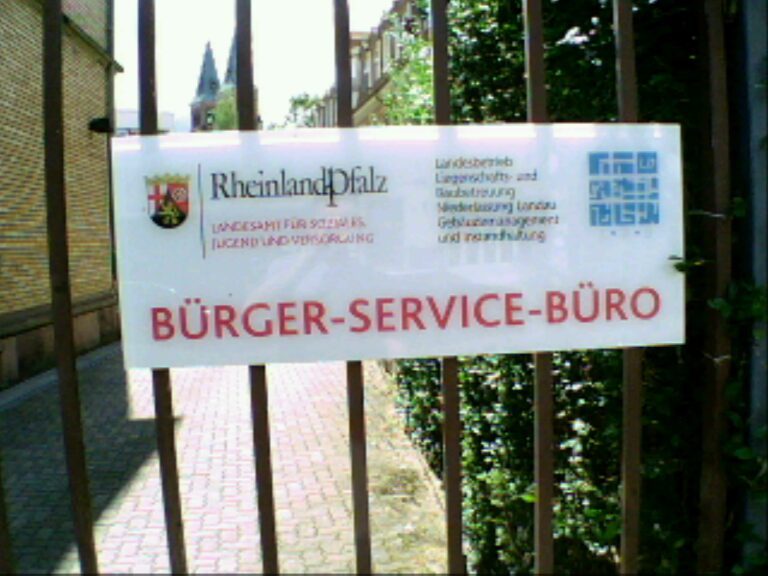 RheinlandPfalz
LANDESAMT FÜR SOZIALES,
JUGEND UND VERSORGUNG
Landesbetrieb
Liegenschafts- und
Baubetreuung
Niederlassung Landau
Gebäudemanagement
und Instandhaltung
BÜRGER-SERVICE-BÜRO